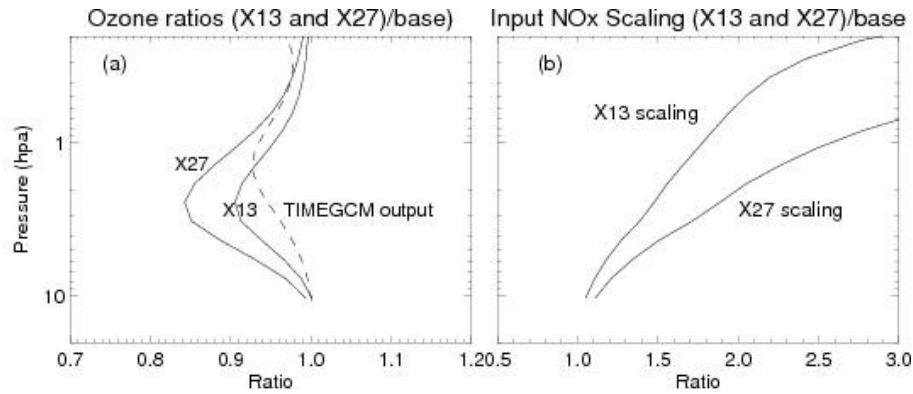 Ozone ratios (X13 and X27)/base)
Input NOx Scaling (X13 and X27)/base
(a)
X27
X13
TIMEGCM output
Pressure (hpa)
1
10
0.7 0.8 0.9 1.0 1.1 1.2
Ratio
(b)
X13 scaling
X27 scaling
0.5 1.0 1.5 2.0 2.5 3.0
Ratio